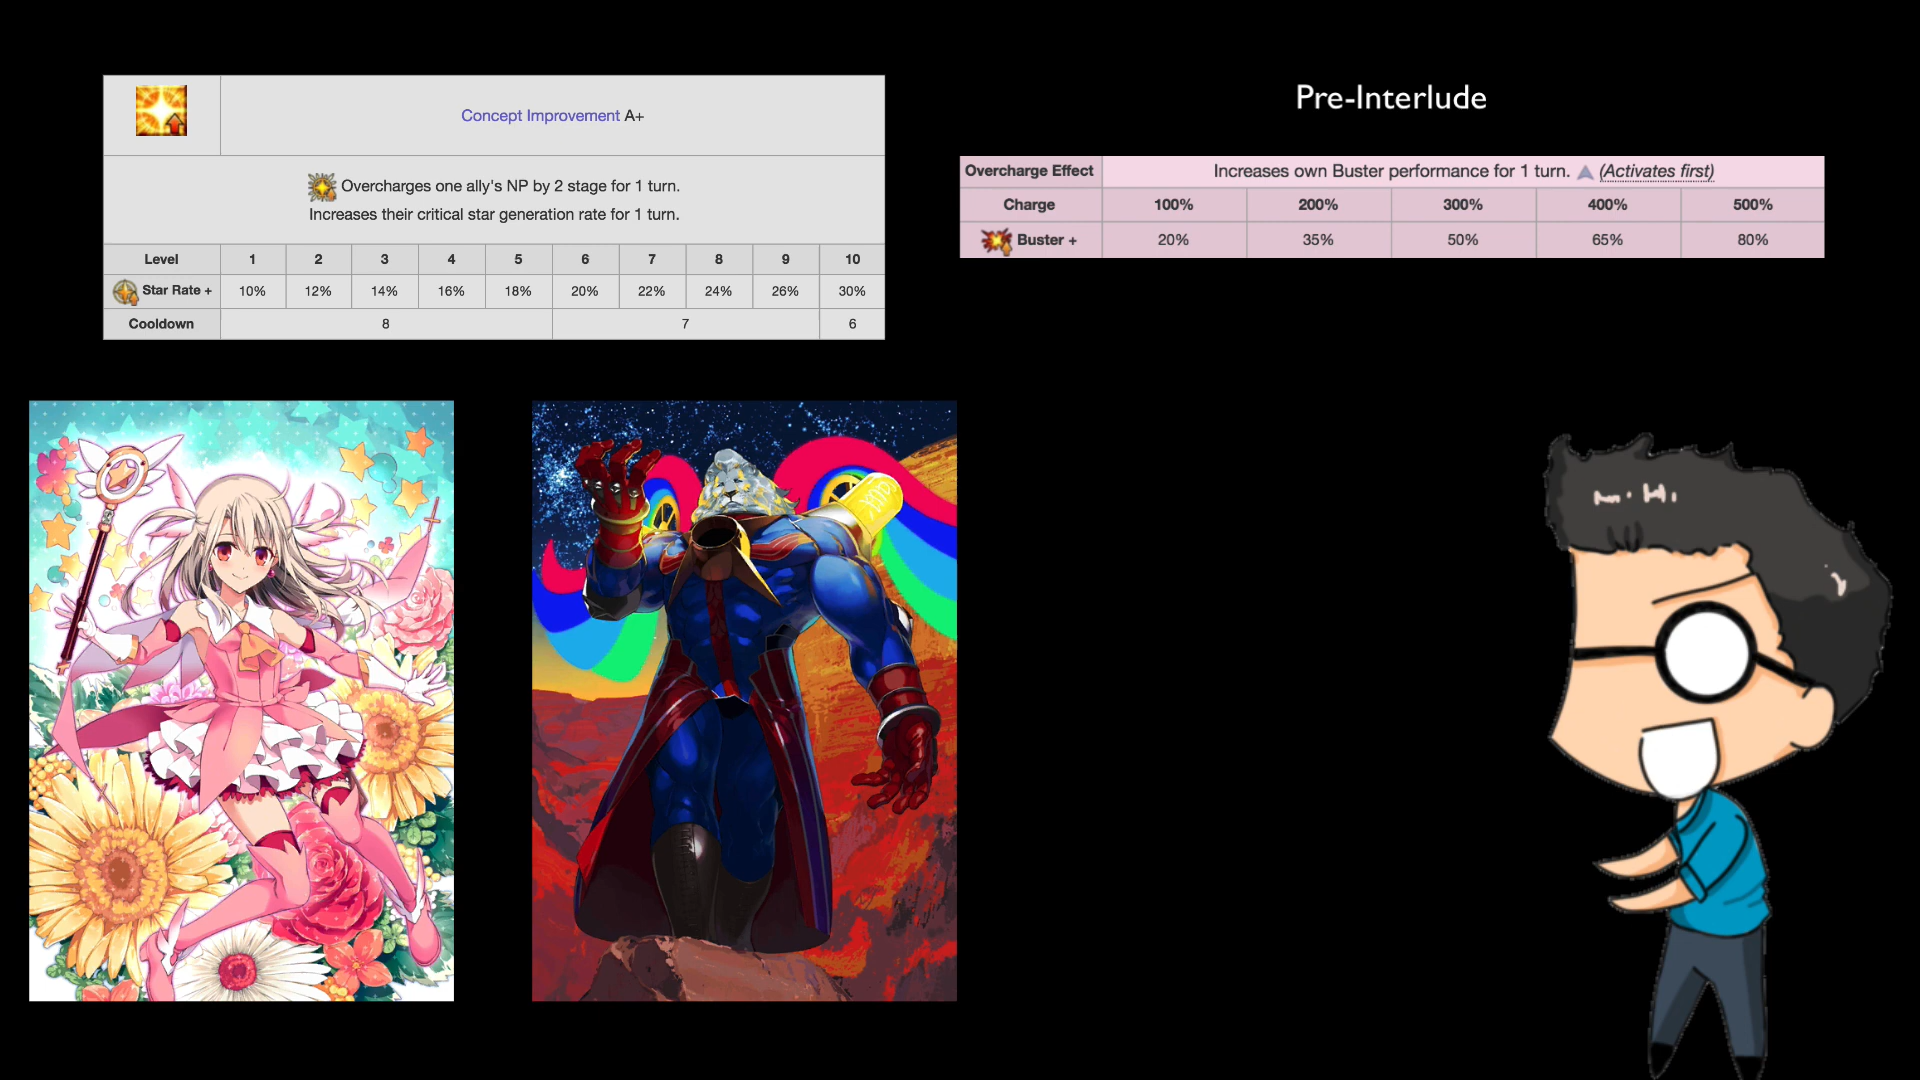 Concept Improvement A+
Overcharges one ally's NP by 2 stage for 1 turn.
Increases their critical star generation rate for 1 turn.
Level 1 2 3 4 5 6 7 8 9 10
Star Rate + 10% 12% 14% 16% 18% 20% 22% 24% 26% 30%
Cooldown 8 7 6
Pre-Interlude
Overcharge Effect Increases own Buster performance for 1 turn. (Activates first)
Charge 100% 200% 300% 400% 500%
Buster + 20% 35% 50% 65% 80%